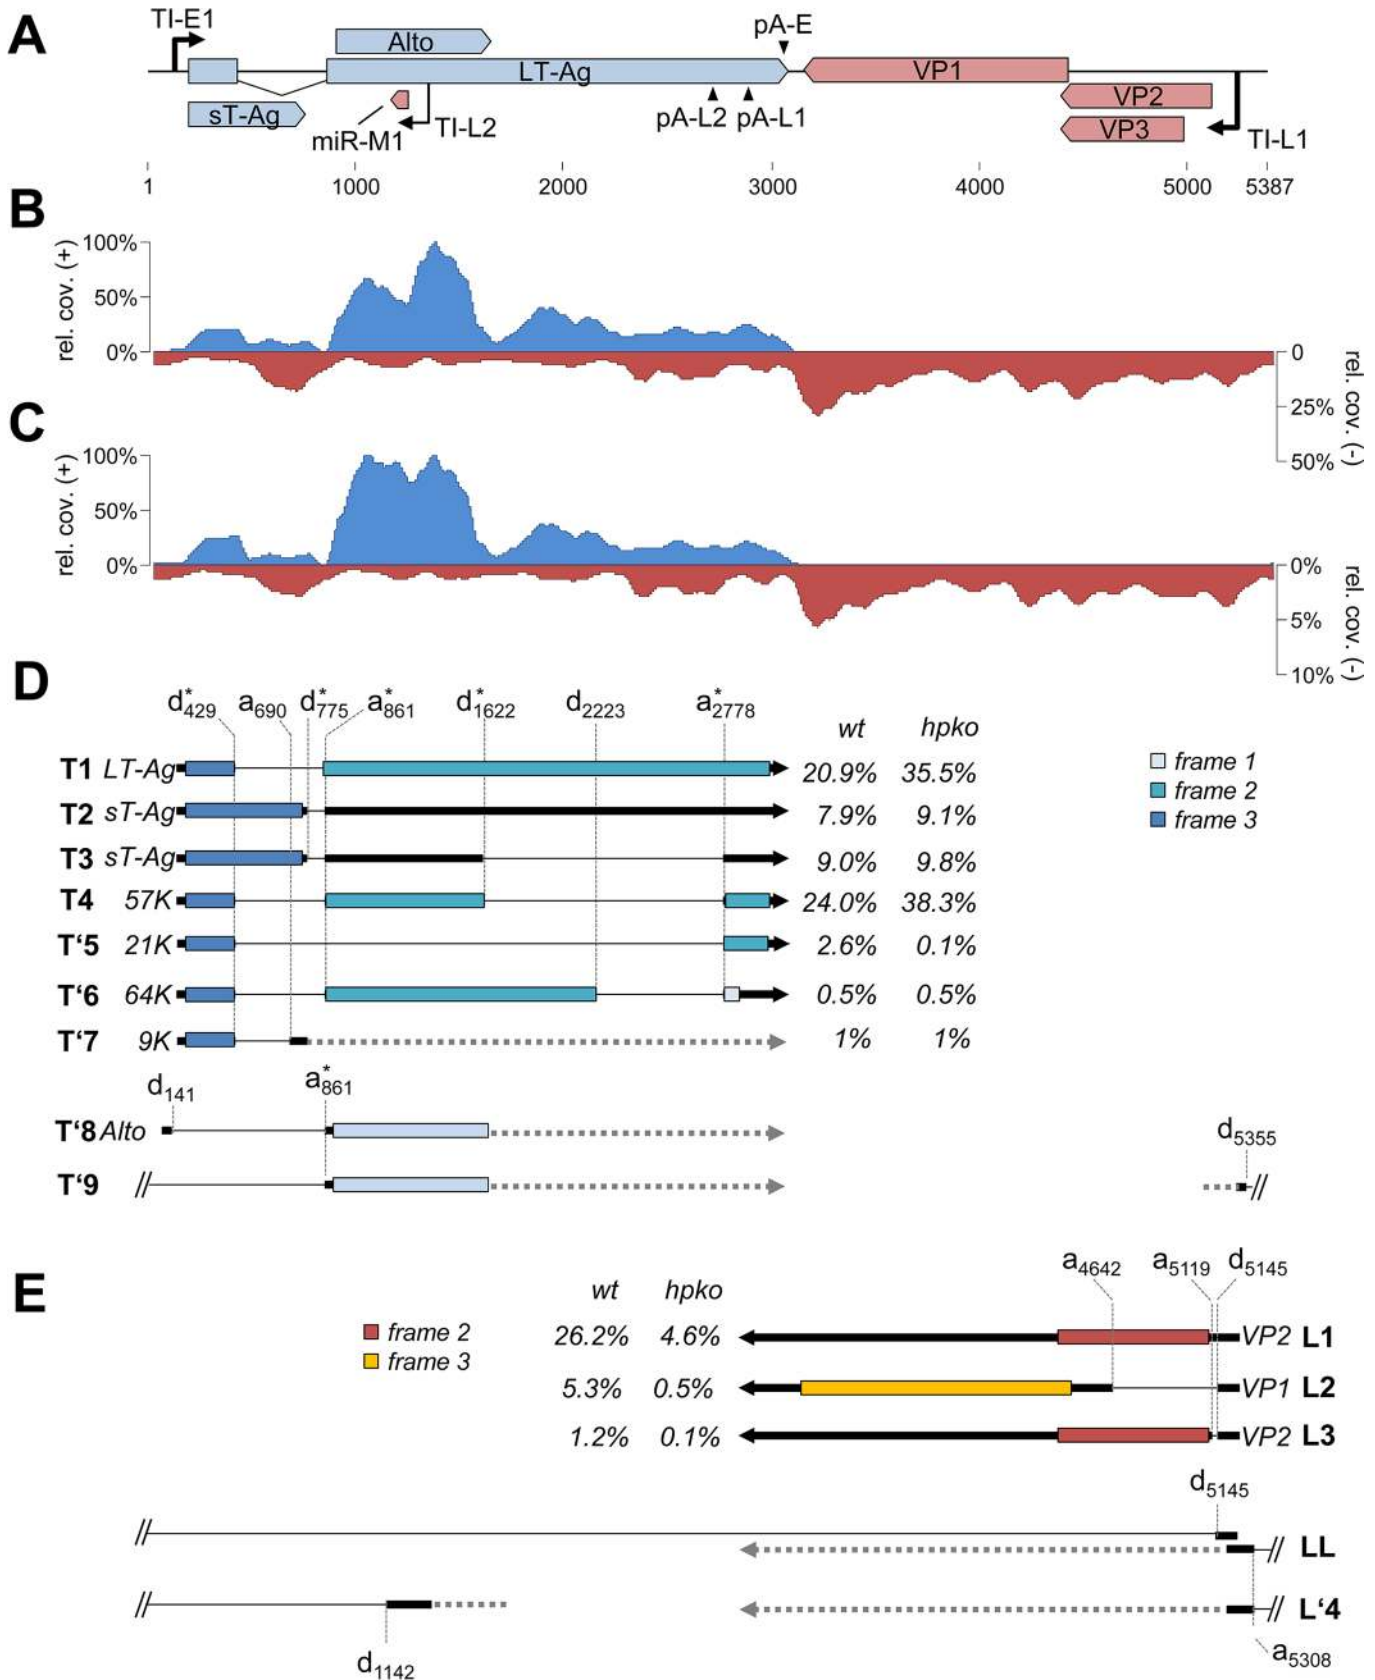 A
TI-E1
Alto
pA-E
LT-Ag
VP1
sT-Ag
miR-M1
TI-L2
pA-L2 pA-L1
VP2
VP3
TI-L1
1 1000 2000 3000 4000 5000 5387
B
rel. cov. (+)
100%
50%
0%
0
25%
50%
rel. cov. (-)
C
rel. cov. (+)
100%
50%
0%
0%
5%
10%
rel. cov. (-)
D
d*429 a690 d*775 a*861 d*1622 d2223 a*2778
wt hpko
T1 LT-Ag 20.9% 35.5%
T2 sT-Ag 7.9% 9.1%
T3 sT-Ag 9.0% 9.8%
T4 57K 24.0% 38.3%
T‘5 21K 2.6% 0.1%
T‘6 64K 0.5% 0.5%
T‘7 9K 1% 1%
frame 1
frame 2
frame 3
d141 a*861
T‘8 Alto
d5355
T‘9 // //
E
wt hpko
a4642 a5119 d5145
frame 2
frame 3
26.2% 4.6% VP2 L1
5.3% 0.5% VP1 L2
1.2% 0.1% VP2 L3
d5145
// // LL
// // L‘4
d1142
a5308